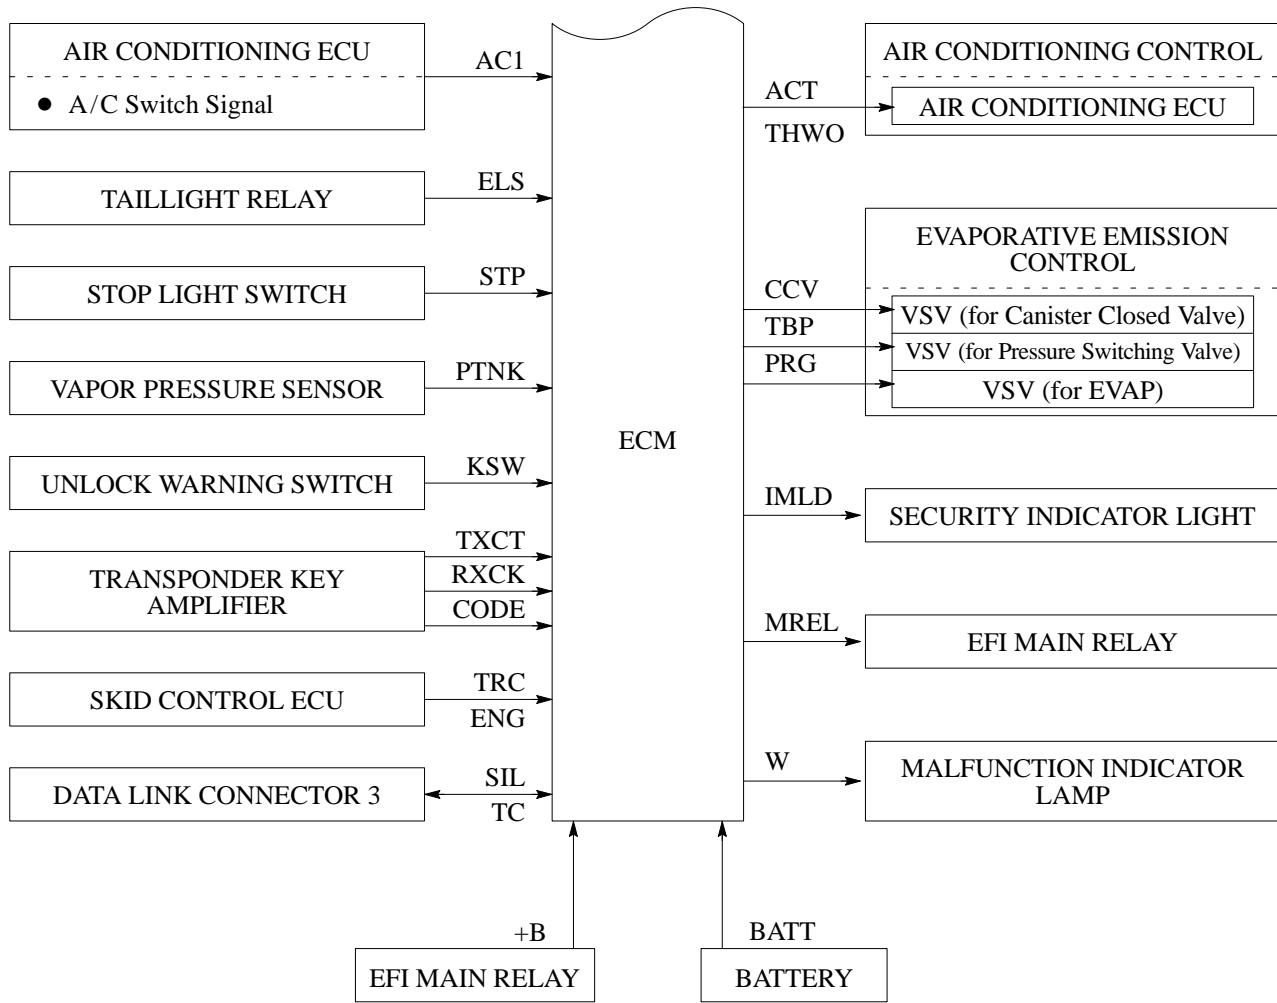 AIR CONDITIONING ECU
● A/C Switch Signal
AC1
TAILLIGHT RELAY
ELS
STOP LIGHT SWITCH
STP
VAPOR PRESSURE SENSOR
PTNK
UNLOCK WARNING SWITCH
KSW
TRANSPONDER KEY
AMPLIFIER
TXCT
RXCK
CODE
SKID CONTROL ECU
TRC
ENG
DATA LINK CONNECTOR 3
SIL
TC
ECM
ACT
THWO
AIR CONDITIONING CONTROL
AIR CONDITIONING ECU
EVAPORATIVE EMISSION
CONTROL
CCV
VSV (for Canister Closed Valve)
TBP
VSV (for Pressure Switching Valve)
PRG
VSV (for EVAP)
IMLD
SECURITY INDICATOR LIGHT
MREL
EFI MAIN RELAY
W
MALFUNCTION INDICATOR
LAMP
+B
EFI MAIN RELAY
BATT
BATTERY